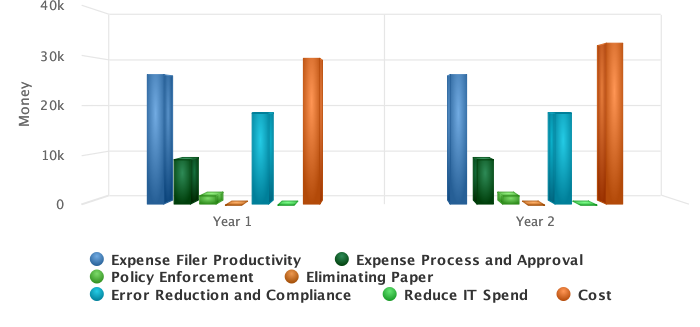 40k
30k
20k
10k
0
Money
Year 1 Year 2
Expense Filer Productivity Expense Process and Approval
Policy Enforcement Eliminating Paper
Error Reduction and Compliance Reduce IT Spend Cost